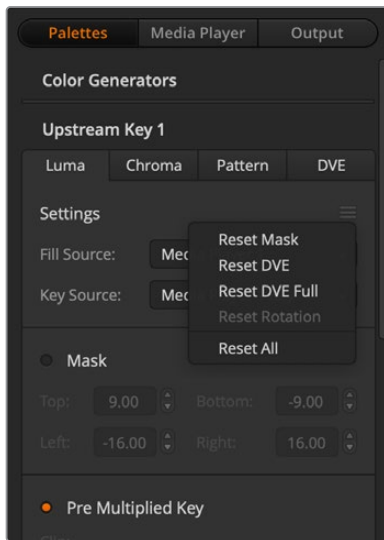 Palettes Media Player Output
Color Generators
Upstream Key 1
Luma Chroma Pattern DVE
Settings
Reset Mask
Fill Source: Med
Reset DVE
Reset DVE Full
Key Source: Med
Reset Rotation
Reset All
Mask
Top: 9.00 Bottom: -9.00
Left: -16.00 Right: 16.00
Pre Multiplied Key